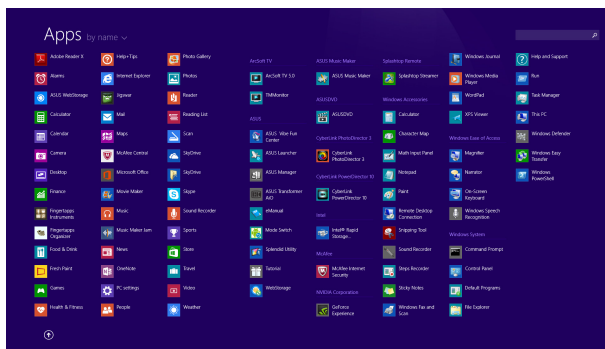 Apps by name
Adobe Reader X
Alarms
ASUS WebStorage
Calculator
Calendar
Camera
Desktop
Finance
Fingertapps
Instruments
Fingertapps
Organizer
Food & Drink
Fresh Paint
Games
Health & Fitness
Help+Tips
Internet Explorer
Jigswar
Mail
Maps
McAfee Central
Microsoft Office
Movie Maker
Music
Music Maker Jam
News
OneNote
PC settings
People
Photo Gallery
Photos
Reader
Reading List
Scan
SkyDrive
SkyDrive
Skype
Sound Recorder
Sports
Store
Travel
Video
Weather
ArcSoft TV
ArcSoft TV 5.0
TMMonitor
ASUS
ASUS Vibe Fun
Center
ASUS Launcher
ASUS Manager
ASUS Transformer
AiO
eManual
Mode Switch
Splendid Utility
Tutorial
WebStorage
ASUS Music Maker
ASUS Music Maker
ASUSDVD
ASUSDVD
CyberLink PhotoDirector 3
CyberLink
PhotoDirector 3
CyberLink PowerDirector 10
CyberLink
PowerDirector 10
Intel
Intel® Rapid
Storage...
McAfee
McAfee Internet
Security
NVIDIA Corporation
GeForce
Experience
Splashtop Remote
Splashtop Streamer
Windows Accessories
Calculator
Character Map
Math Input Panel
Notepad
Paint
Remote Desktop
Connection
Snipping Tool
Sound Recorder
Steps Recorder
Sticky Notes
Windows Fax and
Scan
Windows Journal
Windows Media
Player
WordPad
XPS Viewer
Windows Ease of Access
Magnifier
Narrator
On-Screen
Keyboard
Windows Speech
Recognition
Windows System
Command Prompt
Control Panel
Default Programs
File Explorer
Help and Support
Run
Task Manager
This PC
Windows Defender
Windows Easy
Transfer
Windows
PowerShell